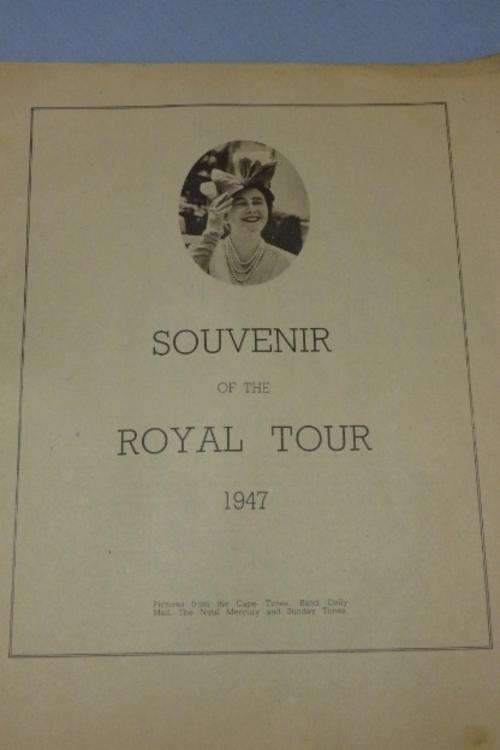 SOUVENIR
OF THE
ROYAL TOUR
1947
Pictures from the Cape Times, Rand Daily
Mail, The Natal Mercury and Sunday Times.